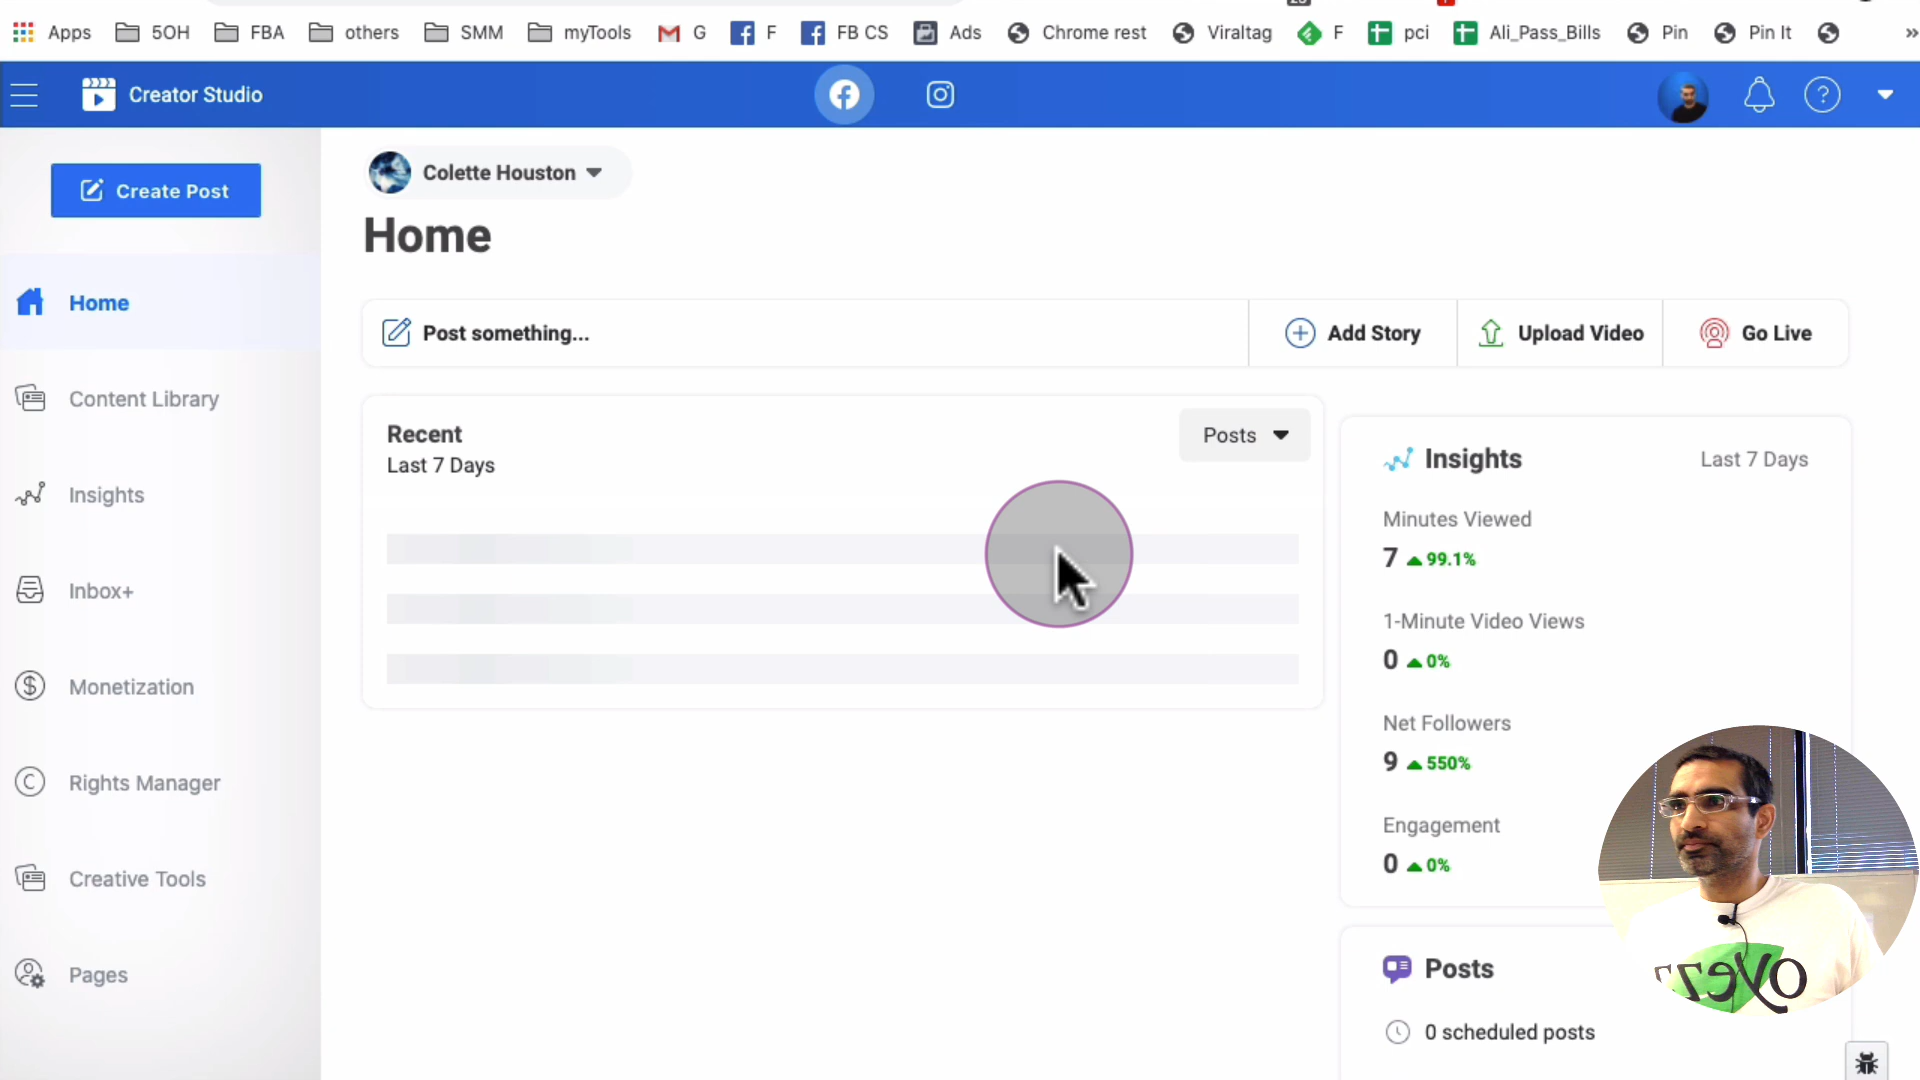 Apps 5OH FBA others SMM myTools G F FB CS Ads Chrome rest Viraltag F pci Ali_Pass_Bills Pin Pin It »
Creator Studio
Create Post
Colette Houston
Home
Home
Post something... Add Story Upload Video Go Live
Content Library
Recent
Last 7 Days
Posts
Insights Last 7 Days
Insights
Minutes Viewed
7 99.1%
Inbox+
1-Minute Video Views
0 0%
Monetization
Net Followers
9 550%
Rights Manager
Engagement
0 0%
Creative Tools
Pages
Posts
0 scheduled posts